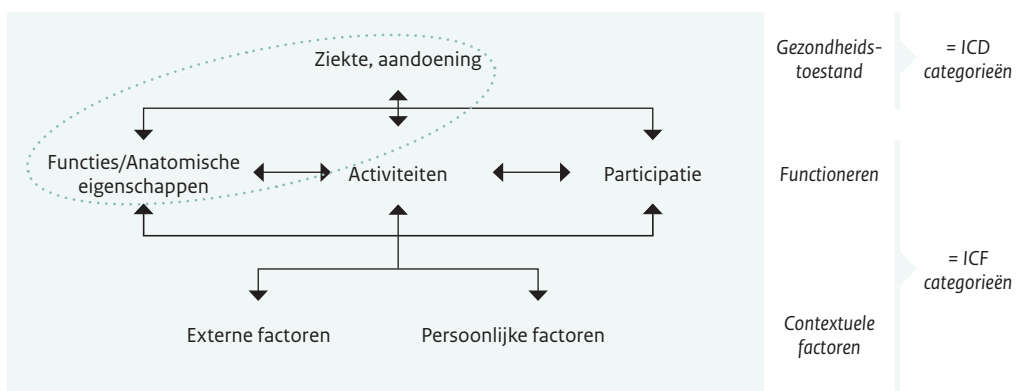 Ziekte, aandoening
Gezondheids-
toestand
= ICD
categorieën
Functies/Anatomische
eigenschappen
Activiteiten
Participatie
Functioneren
= ICF
categorieën
Externe factoren
Persoonlijke factoren
Contextuele
factoren